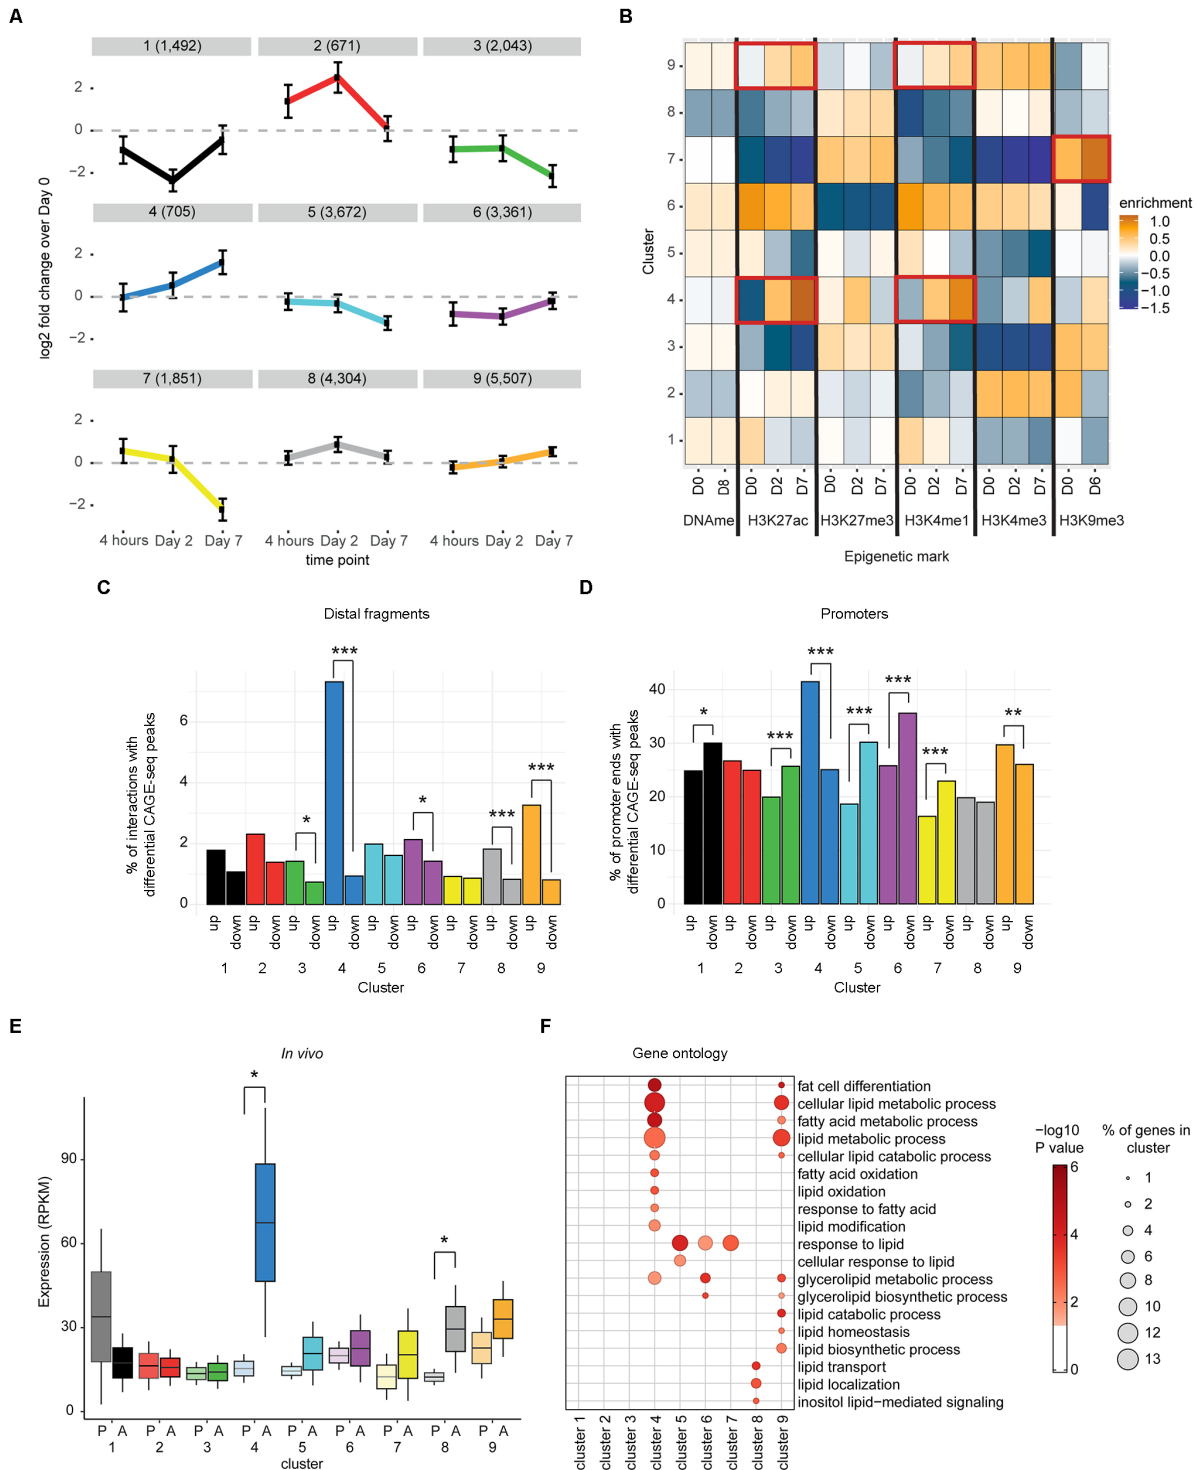 A
1 (1,492)
2 (671)
3 (2,043)
2
0
−2
4 (705)
5 (3,672)
6 (3,361)
2
0
−2
7 (1,851)
8 (4,304)
9 (5,507)
2
0
−2
log2 fold change over Day 0
4 hours Day 2 Day 7
4 hours Day 2 Day 7
4 hours Day 2 Day 7
time point
B
9
8
7
6
5
4
3
2
1
Cluster
D0 D8
D0 D2 D7
D0 D2 D7
D0 D2 D7
D0 D2 D7
D0 D6
DNAme
H3K27ac
H3K27me3
H3K4me1
H3K4me3
H3K9me3
Epigenetic mark
enrichment
1.0
0.5
0.0
−0.5
−1.0
−1.5
C
Distal fragments
% of interactions with
differential CAGE-seq peaks
6
4
2
0
***
*
*
***
***
up down up down up down up down up down up down up down up down up down
1 2 3 4 5 6 7 8 9
Cluster
D
Promoters
% of promoter ends with
differential CAGE-seq peaks
40
30
20
10
0
*
***
***
***
***
***
**
up down up down up down up down up down up down up down up down up down
1 2 3 4 5 6 7 8 9
Cluster
E
In vivo
Expression (RPKM)
90
60
30
0
*
*
P A P A P A P A P A P A P A P A P A
1 2 3 4 5 6 7 8 9
cluster
F
Gene ontology
fat cell differentiation
cellular lipid metabolic process
fatty acid metabolic process
lipid metabolic process
cellular lipid catabolic process
fatty acid oxidation
lipid oxidation
response to fatty acid
lipid modification
response to lipid
cellular response to lipid
glycerolipid metabolic process
glycerolipid biosynthetic process
lipid catabolic process
lipid homeostasis
lipid biosynthetic process
lipid transport
lipid localization
inositol lipid−mediated signaling
cluster 1
cluster 2
cluster 3
cluster 4
cluster 5
cluster 6
cluster 7
cluster 8
cluster 9
−log10
P value
6
4
2
0
% of genes in
cluster
1
2
4
6
8
10
12
13